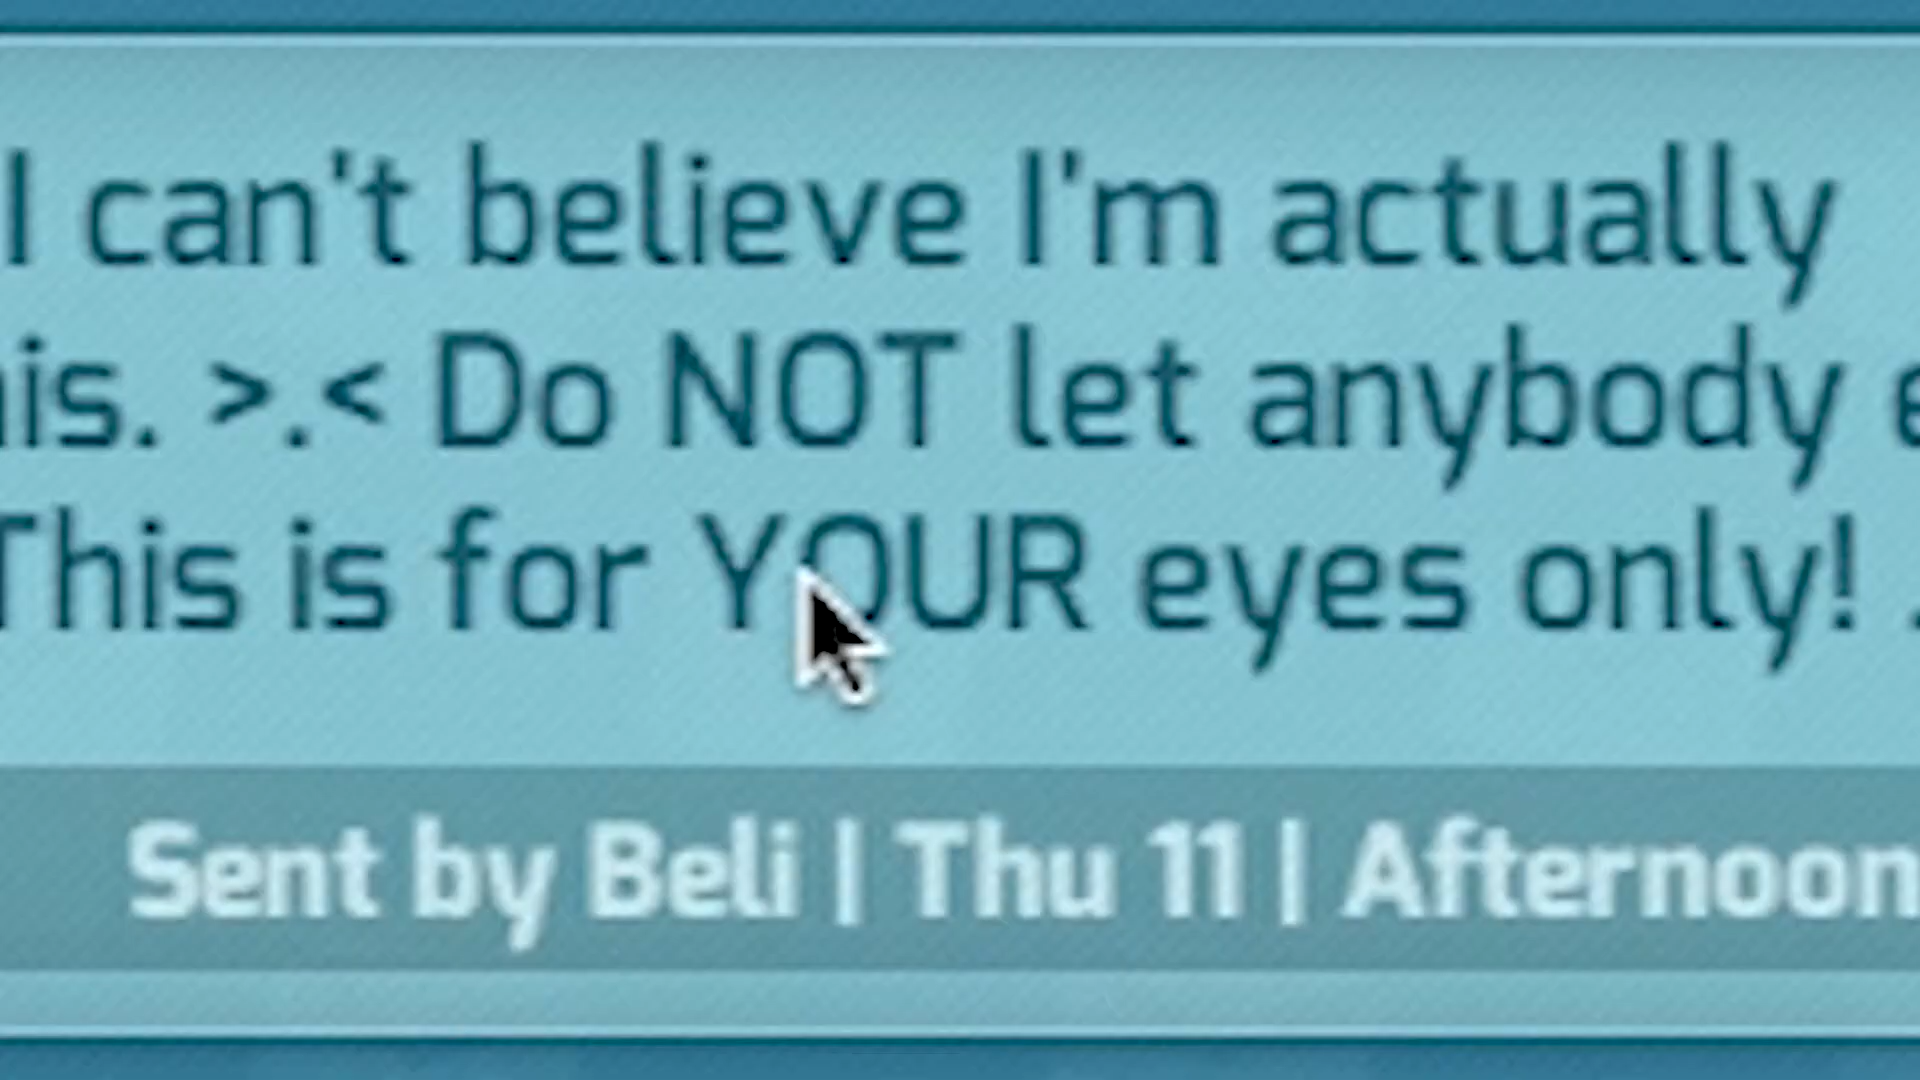 I can't believe I'm actually
his. >.< Do NOT let anybody e
This is for YOUR eyes only!
Sent by Beli | Thu 11 | Afternoon